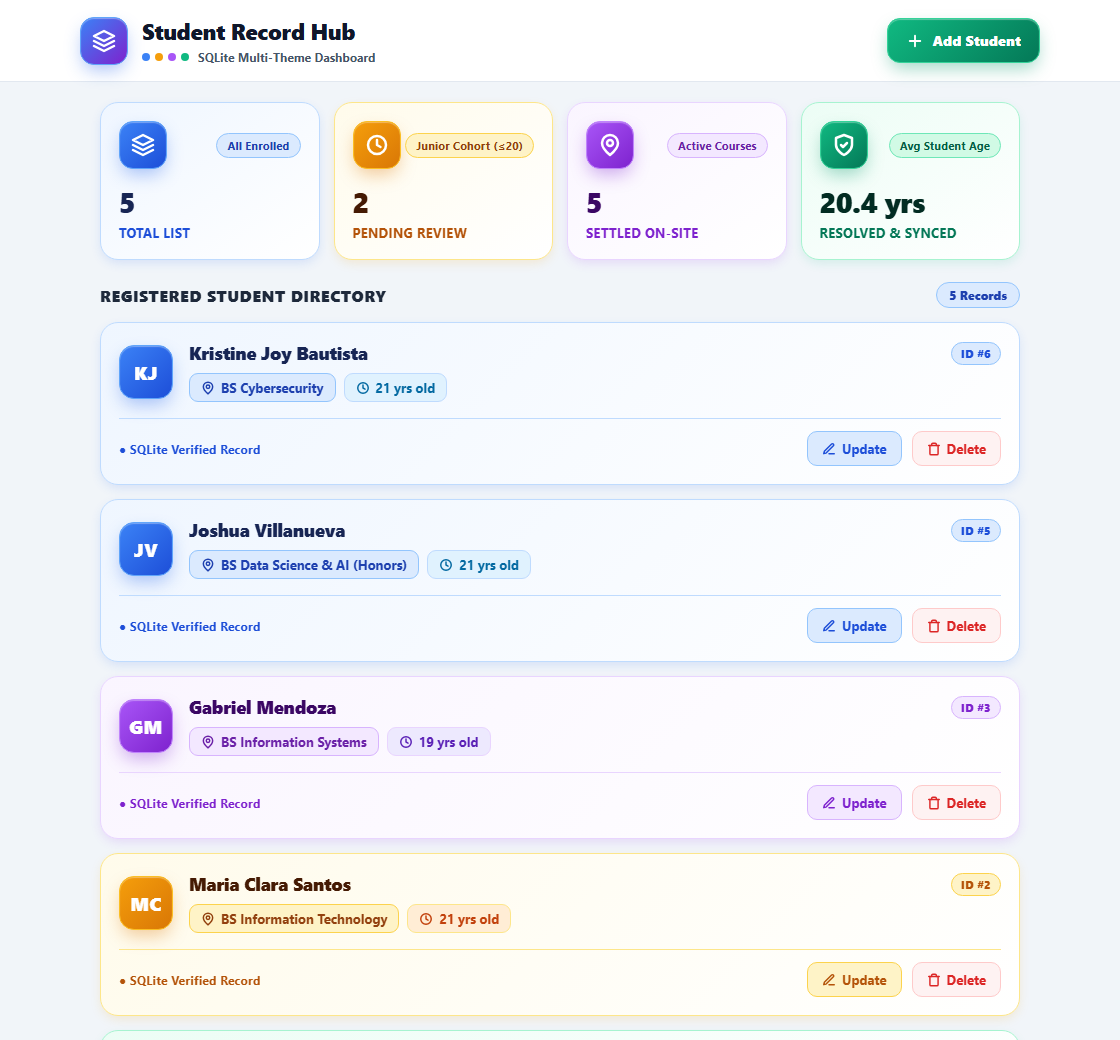 Student Record Hub
SQLite Multi-Theme Dashboard
Add Student
All Enrolled
5
TOTAL LIST
Junior Cohort (≤20)
2
PENDING REVIEW
Active Courses
5
SETTLED ON-SITE
Avg Student Age
20.4 yrs
RESOLVED & SYNCED
REGISTERED STUDENT DIRECTORY
5 Records
KJ
Kristine Joy Bautista
ID #6
BS Cybersecurity
21 yrs old
• SQLite Verified Record
Update
Delete
JV
Joshua Villanueva
ID #5
BS Data Science & AI (Honors)
21 yrs old
• SQLite Verified Record
Update
Delete
GM
Gabriel Mendoza
ID #3
BS Information Systems
19 yrs old
• SQLite Verified Record
Update
Delete
MC
Maria Clara Santos
ID #2
BS Information Technology
21 yrs old
• SQLite Verified Record
Update
Delete